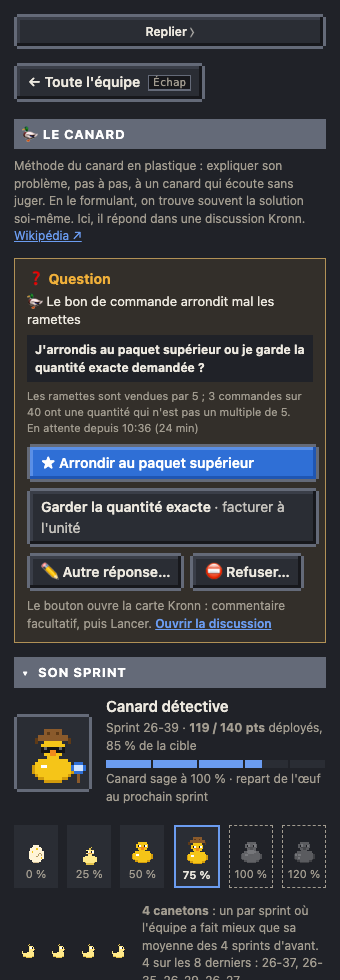 Replier ⟩
← Toute l'équipe Échap
LE CANARD
Méthode du canard en plastique : expliquer son
problème, pas à pas, à un canard qui écoute sans
juger. En le formulant, on trouve souvent la solution
soi-même. Ici, il répond dans une discussion Kronn.
Wikipédia ↗
❓ Question
Le bon de commande arrondit mal les
ramettes
J'arrondis au paquet supérieur ou je garde la
quantité exacte demandée ?
Les ramettes sont vendues par 5 ; 3 commandes sur
40 ont une quantité qui n'est pas un multiple de 5.
En attente depuis 10:36 (24 min)
★ Arrondir au paquet supérieur
Garder la quantité exacte · facturer à
l'unité
Autre réponse... Refuser...
Le bouton ouvre la carte Kronn : commentaire
facultatif, puis Lancer. Ouvrir la discussion
▾ SON SPRINT
Canard détective
Sprint 26-39 · 119 / 140 pts déployés,
85 % de la cible
Canard sage à 100 % · repart de l'œuf
au prochain sprint
0 % 25 % 50 % 75 % 100 % 120 %
4 canetons : un par sprint où
l'équipe a fait mieux que sa
moyenne des 4 sprints d'avant.
4 sur les 8 derniers : 26-37, 26-
35, 26-29, 26-27